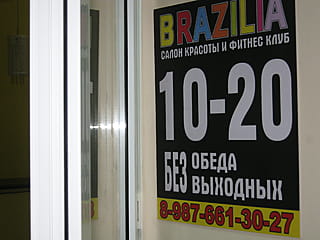 BRAZILIA
САЛОН КРАСОТЫ И ФИТНЕС КЛУБ
10-20
БЕЗ ОБЕДА
ВЫХОДНЫХ
8-987-661-30-27